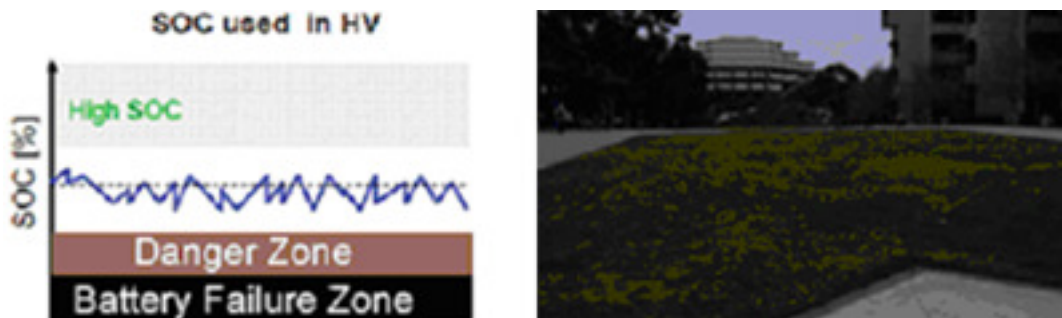 SOC used in HV
High SOC
SOC [%]
Danger Zone
Battery Failure Zone